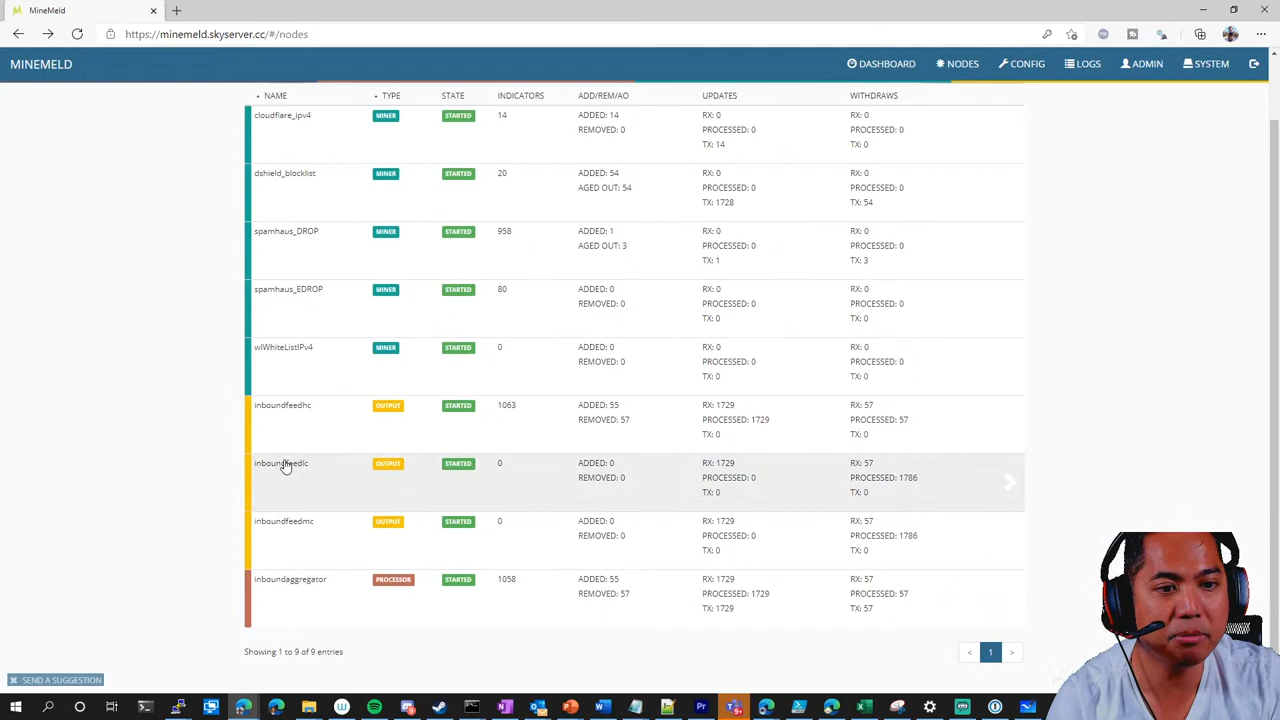 MineMeld
https://minemeld.skyserver.cc/#/nodes
MINEMELD
DASHBOARD NODES CONFIG LOGS ADMIN SYSTEM
NAME TYPE STATE INDICATORS ADD/REM/AO UPDATES WITHDRAWS
cloudflare_ipv4 MINER STARTED 14 ADDED: 14 RX: 0 RX: 0
REMOVED: 0 PROCESSED: 0 PROCESSED: 0
TX: 14 TX: 0
dshield_blocklist MINER STARTED 20 ADDED: 54 RX: 0 RX: 0
AGED OUT: 54 PROCESSED: 0 PROCESSED: 0
TX: 1728 TX: 54
spamhaus_DROP MINER STARTED 958 ADDED: 1 RX: 0 RX: 0
AGED OUT: 3 PROCESSED: 0 PROCESSED: 0
TX: 1 TX: 3
spamhaus_EDROP MINER STARTED 80 ADDED: 0 RX: 0 RX: 0
REMOVED: 0 PROCESSED: 0 PROCESSED: 0
TX: 0 TX: 0
wlWhiteListIPv4 MINER STARTED 0 ADDED: 0 RX: 0 RX: 0
REMOVED: 0 PROCESSED: 0 PROCESSED: 0
TX: 0 TX: 0
inboundfeedhc OUTPUT STARTED 1063 ADDED: 55 RX: 1729 RX: 57
REMOVED: 57 PROCESSED: 1729 PROCESSED: 57
TX: 0 TX: 0
inboundfeedlc OUTPUT STARTED 0 ADDED: 0 RX: 1729 RX: 57
REMOVED: 0 PROCESSED: 0 PROCESSED: 1786
TX: 0 TX: 0
inboundfeedmc OUTPUT STARTED 0 ADDED: 0 RX: 1729 RX: 57
REMOVED: 0 PROCESSED: 0 PROCESSED: 1786
TX: 0 TX: 0
inboundaggregator PROCESSOR STARTED 1058 ADDED: 55 RX: 1729 RX: 57
REMOVED: 57 PROCESSED: 1729 PROCESSED: 57
TX: 1729 TX: 57
Showing 1 to 9 of 9 entries
< 1 >
SEND A SUGGESTION